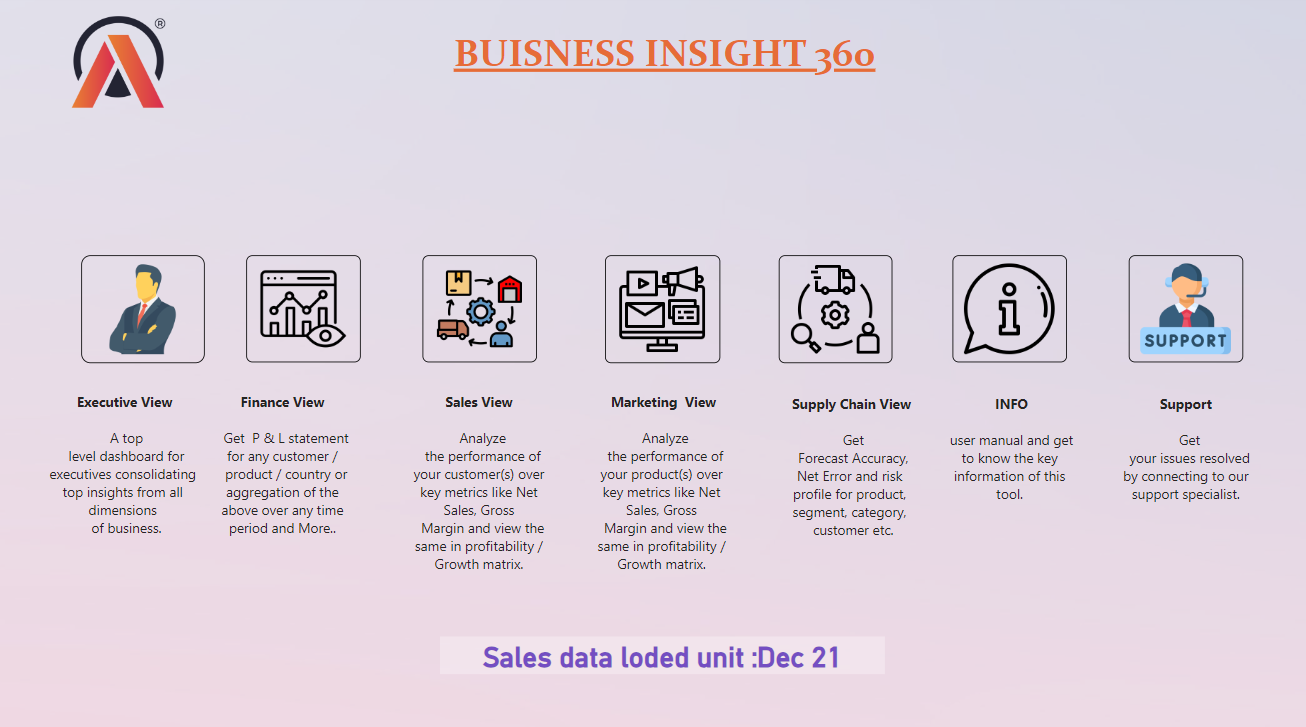 ®
BUISNESS INSIGHT 360
SUPPORT
Executive View
A top
level dashboard for
executives consolidating
top insights from all
dimensions
of business.
Finance View
Get P & L statement
for any customer /
product / country or
aggregation of the
above over any time
period and More..
Sales View
Analyze
the performance of
your customer(s) over
key metrics like Net
Sales, Gross
Margin and view the
same in profitability /
Growth matrix.
Marketing View
Analyze
the performance of
your product(s) over
key metrics like Net
Sales, Gross
Margin and view the
same in profitability /
Growth matrix.
Supply Chain View
Get
Forecast Accuracy,
Net Error and risk
profile for product,
segment, category,
customer etc.
INFO
user manual and get
to know the key
information of this
tool.
Support
Get
your issues resolved
by connecting to our
support specialist.
Sales data loded unit :Dec 21